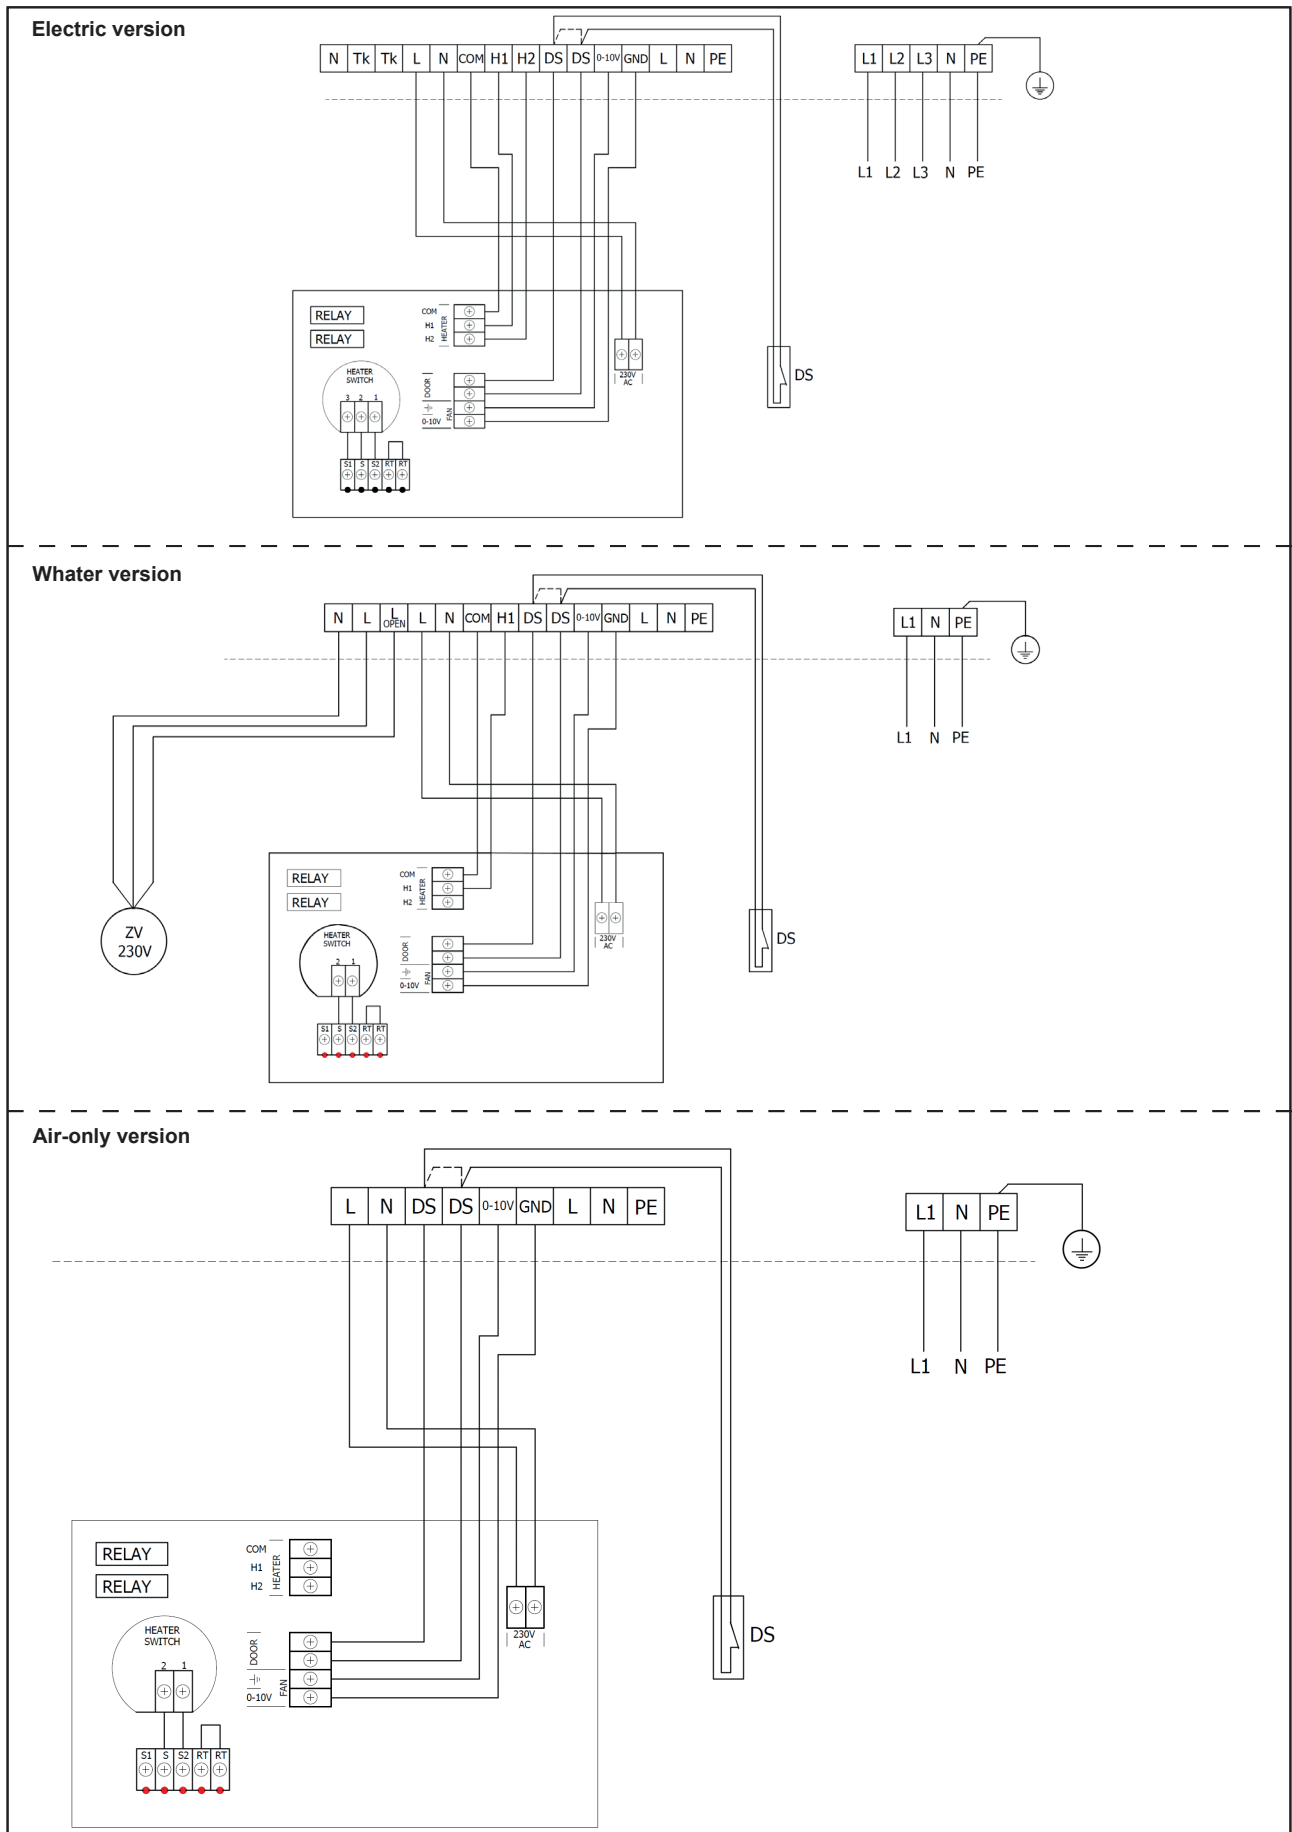 Electric version
N Tk Tk L N COM H1 H2 DS DS 0-10V GND L N PE
L1 L2 L3 N PE
L1 L2 L3 N PE
RELAY
RELAY
COM
H1
H2
HEATER
HEATER
SWITCH
3 2 1
230V
AC
DS
DOOR
FAN
0-10V
S1 S S2 RT RT
Whater version
N L L OPEN L N COM H1 DS DS 0-10V GND L N PE
L1 N PE
L1 N PE
ZV
230V
RELAY
RELAY
COM
H1
H2
HEATER
HEATER
SWITCH
2 1
230V
AC
DS
DOOR
FAN
0-10V
S1 S S2 RT RT
Air-only version
L N DS DS 0-10V GND L N PE
L1 N PE
L1 N PE
RELAY
RELAY
COM
H1
H2
HEATER
HEATER
SWITCH
2 1
230V
AC
DS
DOOR
FAN
0-10V
S1 S S2 RT RT